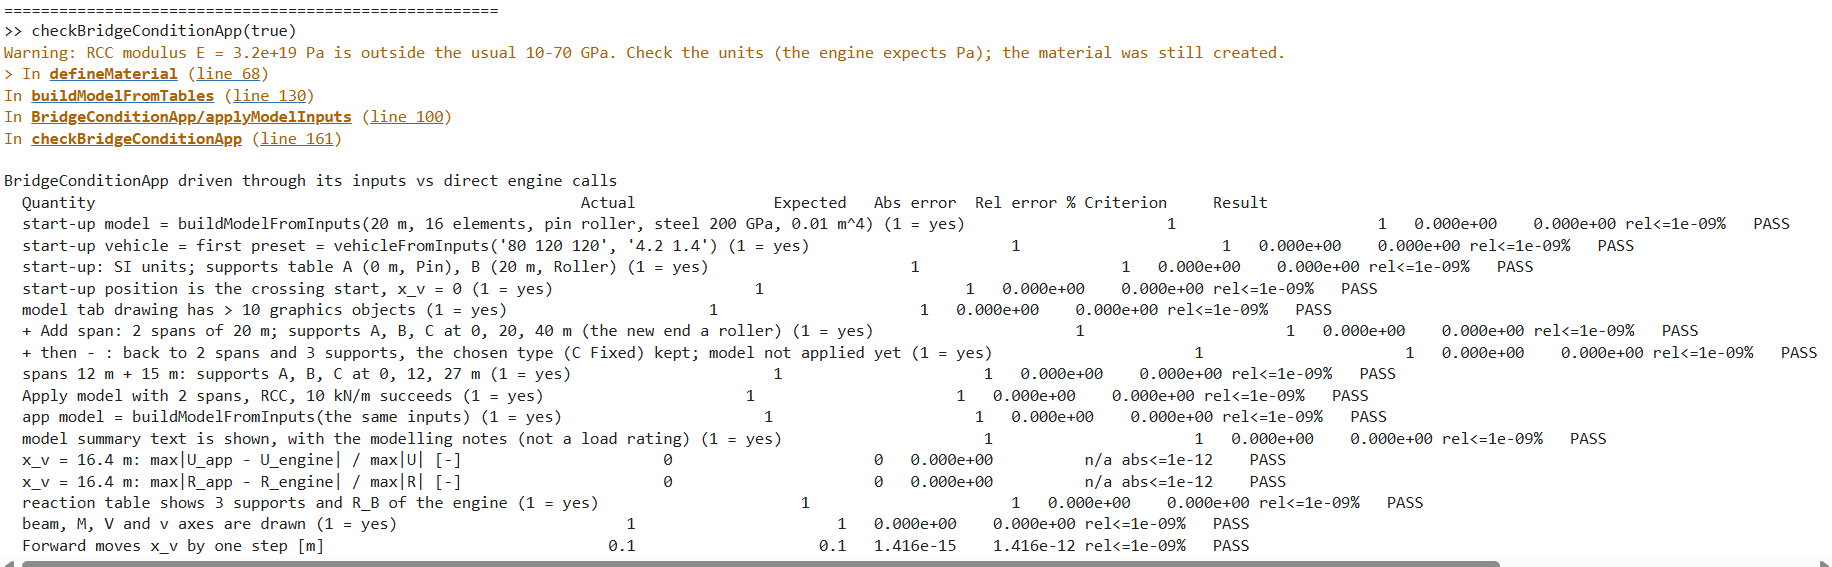 =======================================================
>> checkBridgeConditionApp(true)
Warning: RCC modulus E = 3.2e+19 Pa is outside the usual 10-70 GPa. Check the units (the engine expects Pa); the material was still created.
> In defineMaterial (line 68)
In buildModelFromTables (line 130)
In BridgeConditionApp/applyModelInputs (line 100)
In checkBridgeConditionApp (line 161)
BridgeConditionApp driven through its inputs vs direct engine calls
Quantity Actual Expected Abs error Rel error % Criterion Result
start-up model = buildModelFromInputs(20 m, 16 elements, pin roller, steel 200 GPa, 0.01 m^4) (1 = yes) 1 1 0.000e+00 0.000e+00 rel<=1e-09% PASS
start-up vehicle = first preset = vehicleFromInputs('80 120 120', '4.2 1.4') (1 = yes) 1 1 0.000e+00 0.000e+00 rel<=1e-09% PASS
start-up: SI units; supports table A (0 m, Pin), B (20 m, Roller) (1 = yes) 1 1 0.000e+00 0.000e+00 rel<=1e-09% PASS
start-up position is the crossing start, x_v = 0 (1 = yes) 1 1 0.000e+00 0.000e+00 rel<=1e-09% PASS
model tab drawing has > 10 graphics objects (1 = yes) 1 1 0.000e+00 0.000e+00 rel<=1e-09% PASS
+ Add span: 2 spans of 20 m; supports A, B, C at 0, 20, 40 m (the new end a roller) (1 = yes) 1 1 0.000e+00 0.000e+00 rel<=1e-09% PASS
+ then - : back to 2 spans and 3 supports, the chosen type (C Fixed) kept; model not applied yet (1 = yes) 1 1 0.000e+00 0.000e+00 rel<=1e-09% PASS
spans 12 m + 15 m: supports A, B, C at 0, 12, 27 m (1 = yes) 1 1 0.000e+00 0.000e+00 rel<=1e-09% PASS
Apply model with 2 spans, RCC, 10 kN/m succeeds (1 = yes) 1 1 0.000e+00 0.000e+00 rel<=1e-09% PASS
app model = buildModelFromInputs(the same inputs) (1 = yes) 1 1 0.000e+00 0.000e+00 rel<=1e-09% PASS
model summary text is shown, with the modelling notes (not a load rating) (1 = yes) 1 1 0.000e+00 0.000e+00 rel<=1e-09% PASS
x_v = 16.4 m: max|U_app - U_engine| / max|U| [-] 0 0 0.000e+00 n/a abs<=1e-12 PASS
x_v = 16.4 m: max|R_app - R_engine| / max|R| [-] 0 0 0.000e+00 n/a abs<=1e-12 PASS
reaction table shows 3 supports and R_B of the engine (1 = yes) 1 1 0.000e+00 0.000e+00 rel<=1e-09% PASS
beam, M, V and v axes are drawn (1 = yes) 1 1 0.000e+00 0.000e+00 rel<=1e-09% PASS
Forward moves x_v by one step [m] 0.1 0.1 1.416e-15 1.416e-12 rel<=1e-09% PASS